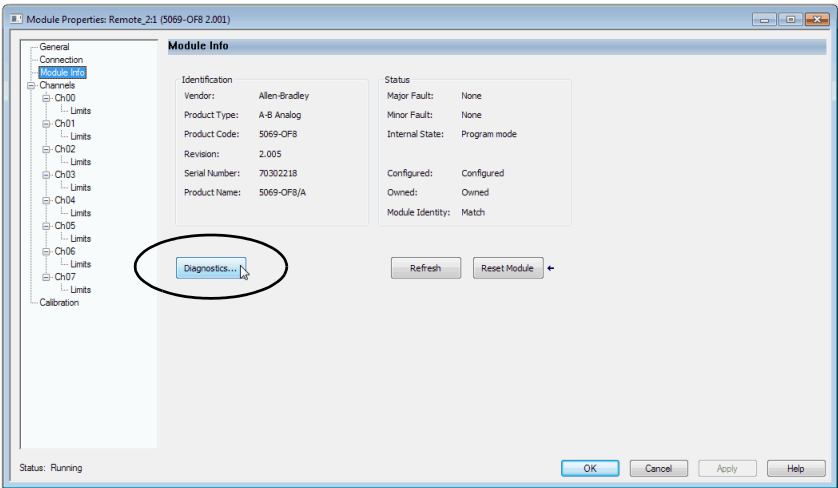 Module Properties: Remote_2:1 (5069-OF8 2.001)
General
Connection
Module Info
Channels
Ch00
Limits
Ch01
Limits
Ch02
Limits
Ch03
Limits
Ch04
Limits
Ch05
Limits
Ch06
Limits
Ch07
Limits
Calibration
Module Info
Identification
Vendor: Allen-Bradley
Product Type: A-B Analog
Product Code: 5069-OF8
Revision: 2.005
Serial Number: 70302218
Product Name: 5069-OF8/A
Status
Major Fault: None
Minor Fault: None
Internal State: Program mode
Configured: Configured
Owned: Owned
Module Identity: Match
Diagnostics...
Refresh
Reset Module
Status: Running
OK
Cancel
Apply
Help